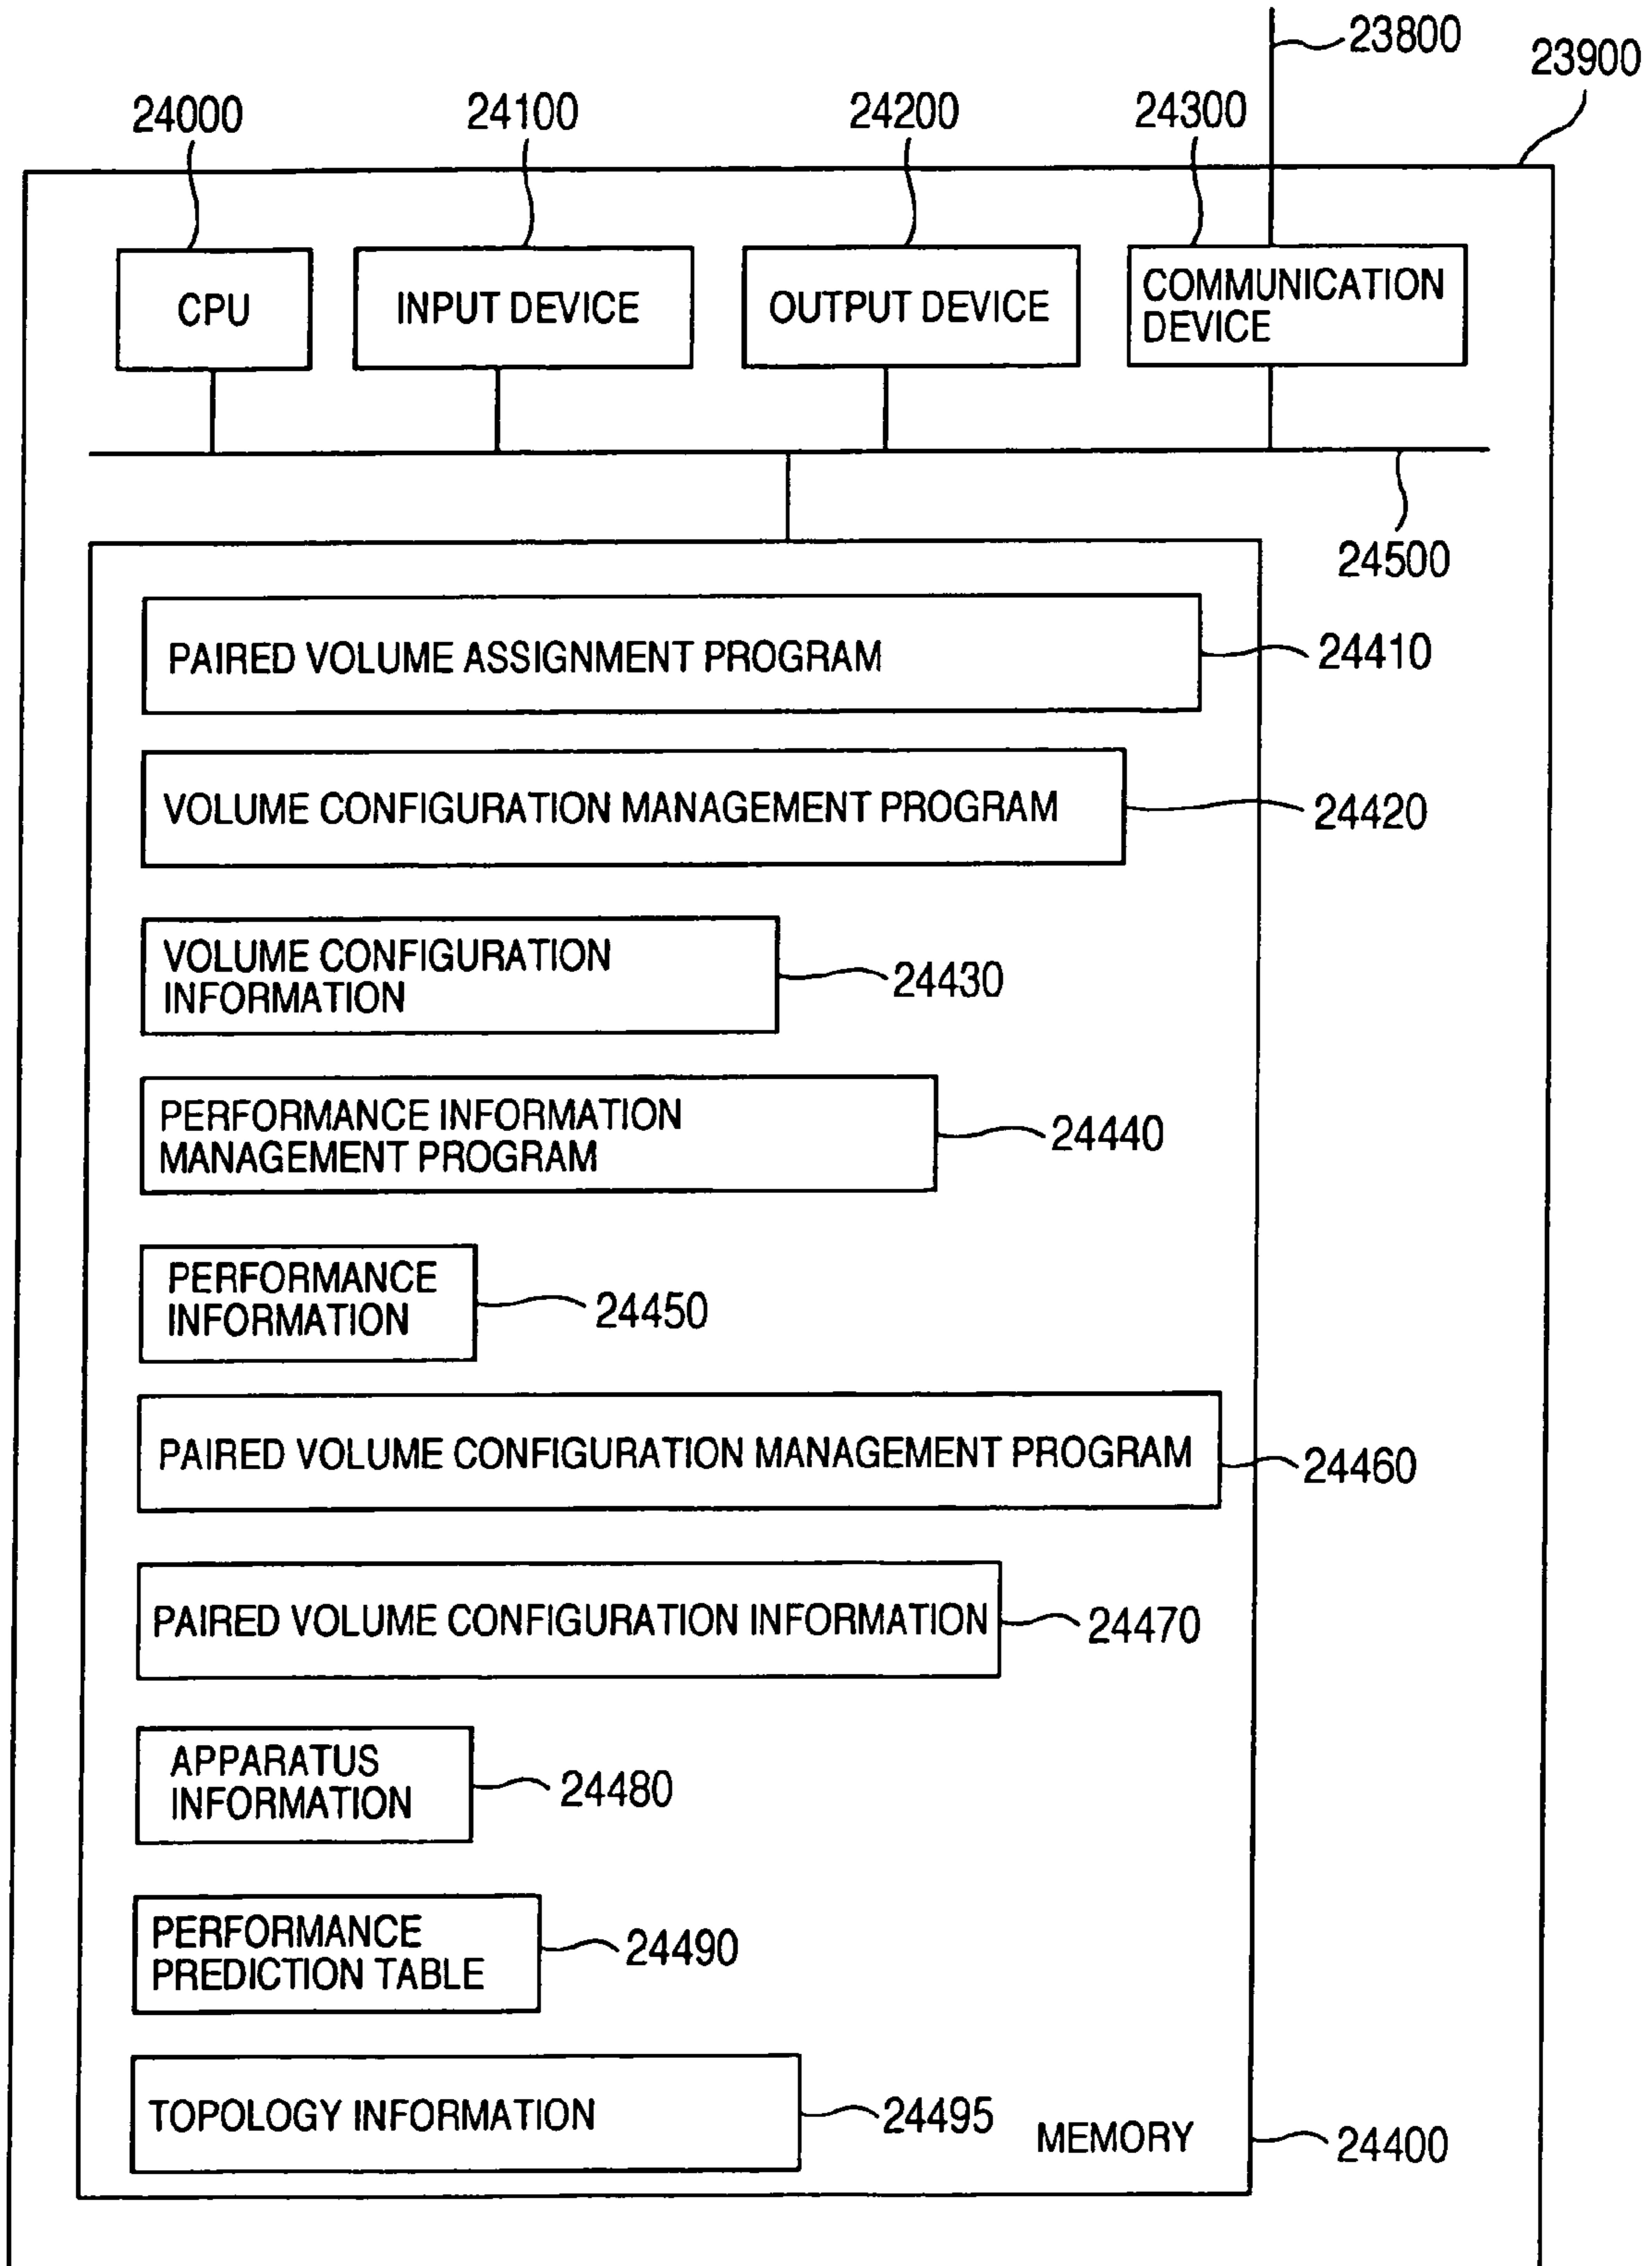 23800
23900
24000
24100
24200
24300
CPU
INPUT DEVICE
OUTPUT DEVICE
COMMUNICATION
DEVICE
24500
PAIRED VOLUME ASSIGNMENT PROGRAM
24410
VOLUME CONFIGURATION MANAGEMENT PROGRAM
24420
VOLUME CONFIGURATION
INFORMATION
24430
PERFORMANCE INFORMATION
MANAGEMENT PROGRAM
24440
PERFORMANCE
INFORMATION
24450
PAIRED VOLUME CONFIGURATION MANAGEMENT PROGRAM
24460
PAIRED VOLUME CONFIGURATION INFORMATION
24470
APPARATUS
INFORMATION
24480
PERFORMANCE
PREDICTION TABLE
24490
TOPOLOGY INFORMATION
24495
MEMORY
24400